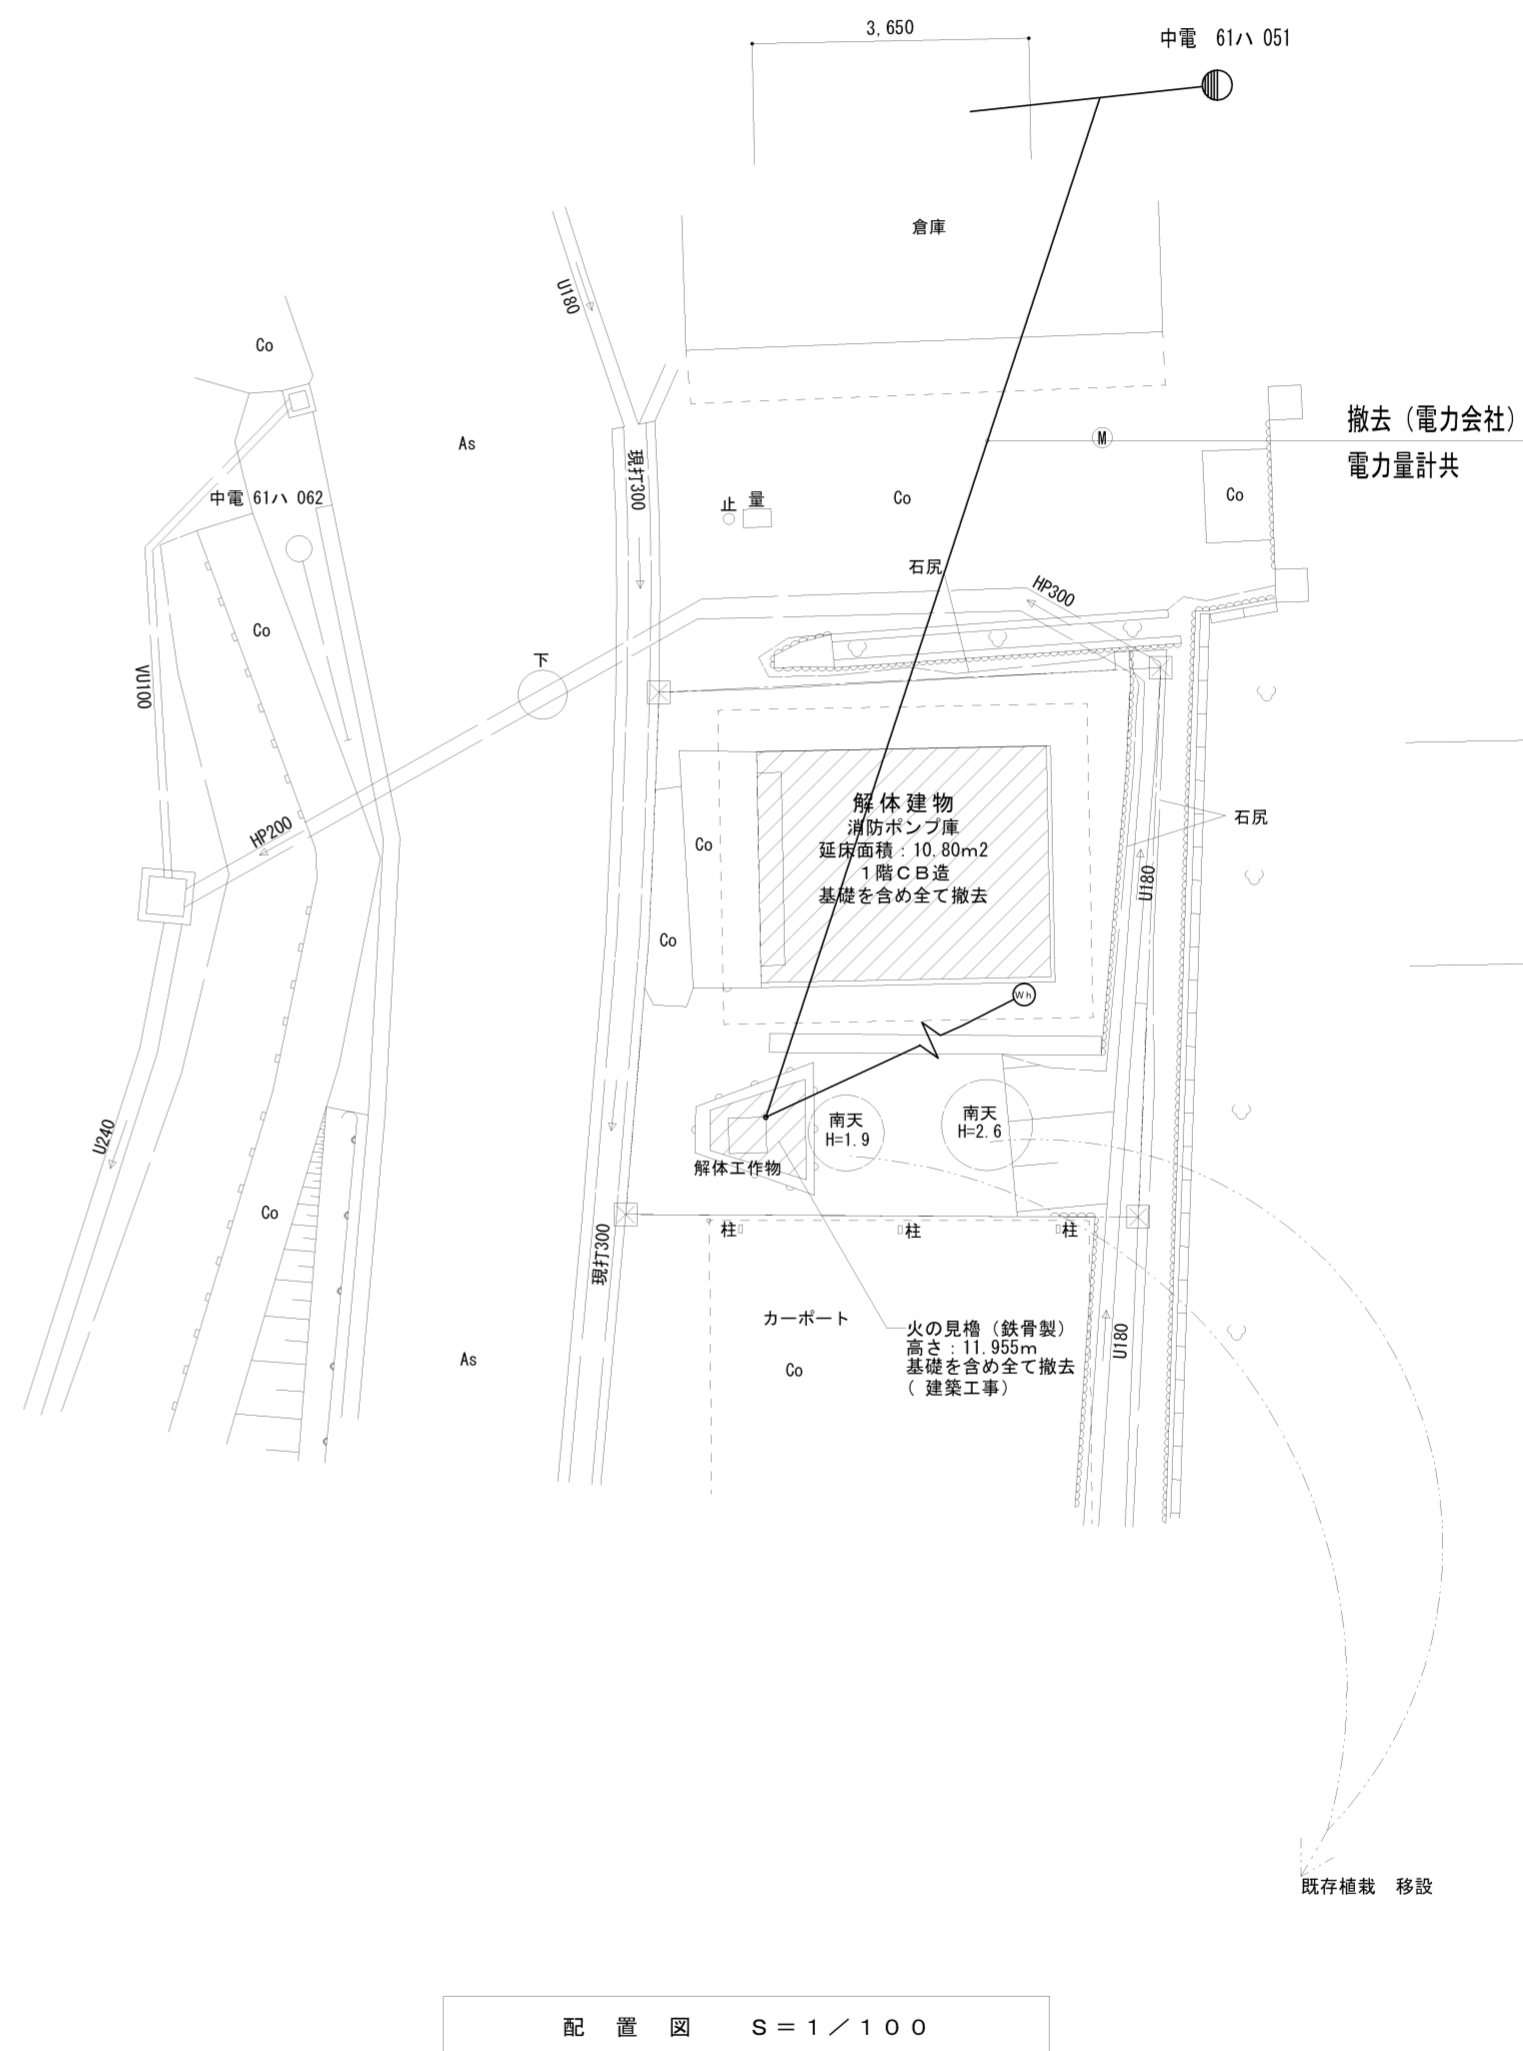 3,650
中電 61ハ 051
倉庫
U180
Co
As
撤去（電力会社）
M
電力量計共
現打300
中電 61ハ 062
止 量
Co
Co
石尻
HP300
Co
下
VU100
石尻
解体建物
消防ポンプ庫
延床面積：10.80m2
1階CB造
基礎を含め全て撤去
HP200
Co
U180
Co
Wh
南天
H=1.9
南天
H=2.6
U240
解体工作物
Co
現打300
柱
柱
柱
カーポート
火の見櫓（鉄骨製）
高さ：11.955m
基礎を含め全て撤去
（ 建築工事）
U180
As
Co
既存植栽 移設
配 置 図 S＝1／100